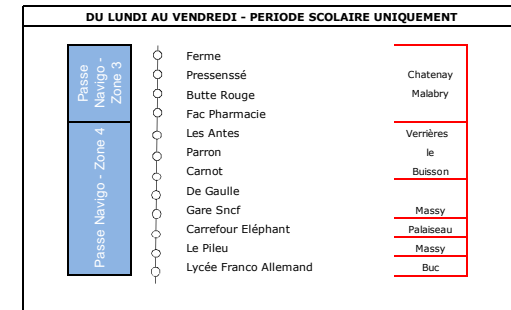 DU LUNDI AU VENDREDI - PERIODE SCOLAIRE UNIQUEMENT
Passe
Navigo -
Zone 3
Passe Navigo - Zone 4
Ferme
Pressenssé Chatenay
Butte Rouge Malabry
Fac Pharmacie
Les Antes Verrières
Parron le
Carnot Buisson
De Gaulle
Gare Sncf Massy
Carrefour Eléphant Palaiseau
Le Pileu Massy
Lycée Franco Allemand Buc